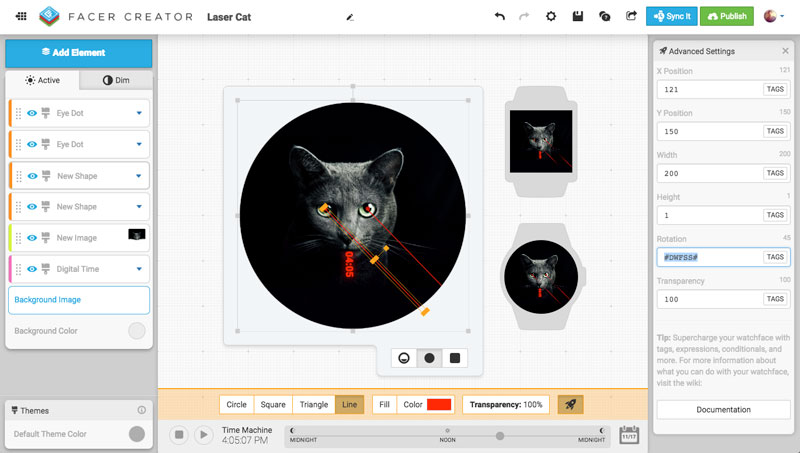 FACER CREATOR
Laser Cat
Sync It
Publish
Add Element
Active
Dim
Eye Dot
Eye Dot
New Shape
New Shape
New Image
Digital Time
Background Image
Background Color
Themes
Default Theme Color
04:05
Circle
Square
Triangle
Line
Fill
Color
Transparency: 100%
Time Machine
4:05:07 PM
MIDNIGHT
NOON
MIDNIGHT
11/17
Advanced Settings
X Position 121
121 TAGS
Y Position 150
150 TAGS
Width 200
200 TAGS
Height 1
1 TAGS
Rotation 45
#DWFSS# TAGS
Transparency 100
100 TAGS
Tip: Supercharge your watchface with
tags, expressions, conditionals, and
more. For more information about
what you can do with your watchface,
visit the wiki:
Documentation